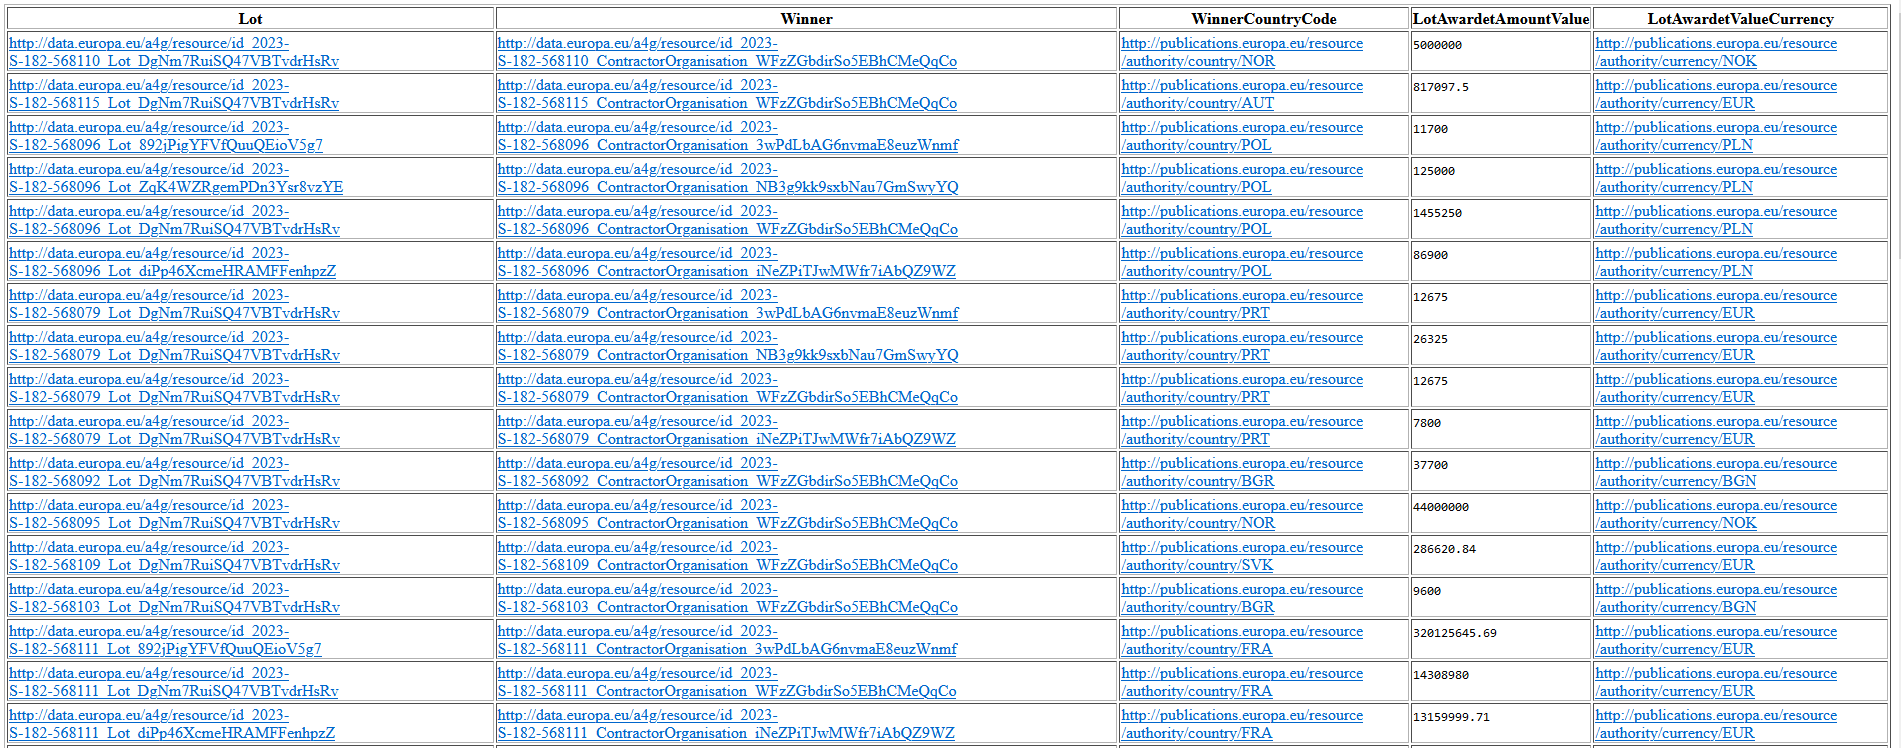 Lot Winner WinnerCountryCode LotAwardetAmountValue LotAwardetValueCurrency
http://data.europa.eu/a4g/resource/id_2023- http://data.europa.eu/a4g/resource/id_2023- http://publications.europa.eu/resource 5000000 http://publications.europa.eu/resource
S-182-568110_Lot_DgNm7RuiSQ47VBTvdrHsRv S-182-568110_ContractorOrganisation_WFzZGbdirSo5EBhCMeQqCo /authority/country/NOR /authority/currency/NOK
http://data.europa.eu/a4g/resource/id_2023- http://data.europa.eu/a4g/resource/id_2023- http://publications.europa.eu/resource 817097.5 http://publications.europa.eu/resource
S-182-568115_Lot_DgNm7RuiSQ47VBTvdrHsRv S-182-568115_ContractorOrganisation_WFzZGbdirSo5EBhCMeQqCo /authority/country/AUT /authority/currency/EUR
http://data.europa.eu/a4g/resource/id_2023- http://data.europa.eu/a4g/resource/id_2023- http://publications.europa.eu/resource 11700 http://publications.europa.eu/resource
S-182-568096_Lot_892jPigYFVfQuuQEioV5g7 S-182-568096_ContractorOrganisation_3wPdLbAG6nvmaE8euzWnmf /authority/country/POL /authority/currency/PLN
http://data.europa.eu/a4g/resource/id_2023- http://data.europa.eu/a4g/resource/id_2023- http://publications.europa.eu/resource 125000 http://publications.europa.eu/resource
S-182-568096_Lot_ZqK4WZRgemPDn3Ysr8vzYE S-182-568096_ContractorOrganisation_NB3g9kk9sxbNau7GmSwyYQ /authority/country/POL /authority/currency/PLN
http://data.europa.eu/a4g/resource/id_2023- http://data.europa.eu/a4g/resource/id_2023- http://publications.europa.eu/resource 1455250 http://publications.europa.eu/resource
S-182-568096_Lot_DgNm7RuiSQ47VBTvdrHsRv S-182-568096_ContractorOrganisation_WFzZGbdirSo5EBhCMeQqCo /authority/country/POL /authority/currency/PLN
http://data.europa.eu/a4g/resource/id_2023- http://data.europa.eu/a4g/resource/id_2023- http://publications.europa.eu/resource 86900 http://publications.europa.eu/resource
S-182-568096_Lot_diPp46XcmeHRAMFFenhpzZ S-182-568096_ContractorOrganisation_iNeZPiTJwMWfr7iAbQZ9WZ /authority/country/POL /authority/currency/PLN
http://data.europa.eu/a4g/resource/id_2023- http://data.europa.eu/a4g/resource/id_2023- http://publications.europa.eu/resource 12675 http://publications.europa.eu/resource
S-182-568079_Lot_DgNm7RuiSQ47VBTvdrHsRv S-182-568079_ContractorOrganisation_3wPdLbAG6nvmaE8euzWnmf /authority/country/PRT /authority/currency/EUR
http://data.europa.eu/a4g/resource/id_2023- http://data.europa.eu/a4g/resource/id_2023- http://publications.europa.eu/resource 26325 http://publications.europa.eu/resource
S-182-568079_Lot_DgNm7RuiSQ47VBTvdrHsRv S-182-568079_ContractorOrganisation_NB3g9kk9sxbNau7GmSwyYQ /authority/country/PRT /authority/currency/EUR
http://data.europa.eu/a4g/resource/id_2023- http://data.europa.eu/a4g/resource/id_2023- http://publications.europa.eu/resource 12675 http://publications.europa.eu/resource
S-182-568079_Lot_DgNm7RuiSQ47VBTvdrHsRv S-182-568079_ContractorOrganisation_WFzZGbdirSo5EBhCMeQqCo /authority/country/PRT /authority/currency/EUR
http://data.europa.eu/a4g/resource/id_2023- http://data.europa.eu/a4g/resource/id_2023- http://publications.europa.eu/resource 7800 http://publications.europa.eu/resource
S-182-568079_Lot_DgNm7RuiSQ47VBTvdrHsRv S-182-568079_ContractorOrganisation_iNeZPiTJwMWfr7iAbQZ9WZ /authority/country/PRT /authority/currency/EUR
http://data.europa.eu/a4g/resource/id_2023- http://data.europa.eu/a4g/resource/id_2023- http://publications.europa.eu/resource 37700 http://publications.europa.eu/resource
S-182-568092_Lot_DgNm7RuiSQ47VBTvdrHsRv S-182-568092_ContractorOrganisation_WFzZGbdirSo5EBhCMeQqCo /authority/country/BGR /authority/currency/BGN
http://data.europa.eu/a4g/resource/id_2023- http://data.europa.eu/a4g/resource/id_2023- http://publications.europa.eu/resource 44000000 http://publications.europa.eu/resource
S-182-568095_Lot_DgNm7RuiSQ47VBTvdrHsRv S-182-568095_ContractorOrganisation_WFzZGbdirSo5EBhCMeQqCo /authority/country/NOR /authority/currency/NOK
http://data.europa.eu/a4g/resource/id_2023- http://data.europa.eu/a4g/resource/id_2023- http://publications.europa.eu/resource 286620.84 http://publications.europa.eu/resource
S-182-568109_Lot_DgNm7RuiSQ47VBTvdrHsRv S-182-568109_ContractorOrganisation_WFzZGbdirSo5EBhCMeQqCo /authority/country/SVK /authority/currency/EUR
http://data.europa.eu/a4g/resource/id_2023- http://data.europa.eu/a4g/resource/id_2023- http://publications.europa.eu/resource 9600 http://publications.europa.eu/resource
S-182-568103_Lot_DgNm7RuiSQ47VBTvdrHsRv S-182-568103_ContractorOrganisation_WFzZGbdirSo5EBhCMeQqCo /authority/country/BGR /authority/currency/BGN
http://data.europa.eu/a4g/resource/id_2023- http://data.europa.eu/a4g/resource/id_2023- http://publications.europa.eu/resource 320125645.69 http://publications.europa.eu/resource
S-182-568111_Lot_892jPigYFVfQuuQEioV5g7 S-182-568111_ContractorOrganisation_3wPdLbAG6nvmaE8euzWnmf /authority/country/FRA /authority/currency/EUR
http://data.europa.eu/a4g/resource/id_2023- http://data.europa.eu/a4g/resource/id_2023- http://publications.europa.eu/resource 14308980 http://publications.europa.eu/resource
S-182-568111_Lot_DgNm7RuiSQ47VBTvdrHsRv S-182-568111_ContractorOrganisation_WFzZGbdirSo5EBhCMeQqCo /authority/country/FRA /authority/currency/EUR
http://data.europa.eu/a4g/resource/id_2023- http://data.europa.eu/a4g/resource/id_2023- http://publications.europa.eu/resource 13159999.71 http://publications.europa.eu/resource
S-182-568111_Lot_diPp46XcmeHRAMFFenhpzZ S-182-568111_ContractorOrganisation_iNeZPiTJwMWfr7iAbQZ9WZ /authority/country/FRA /authority/currency/EUR